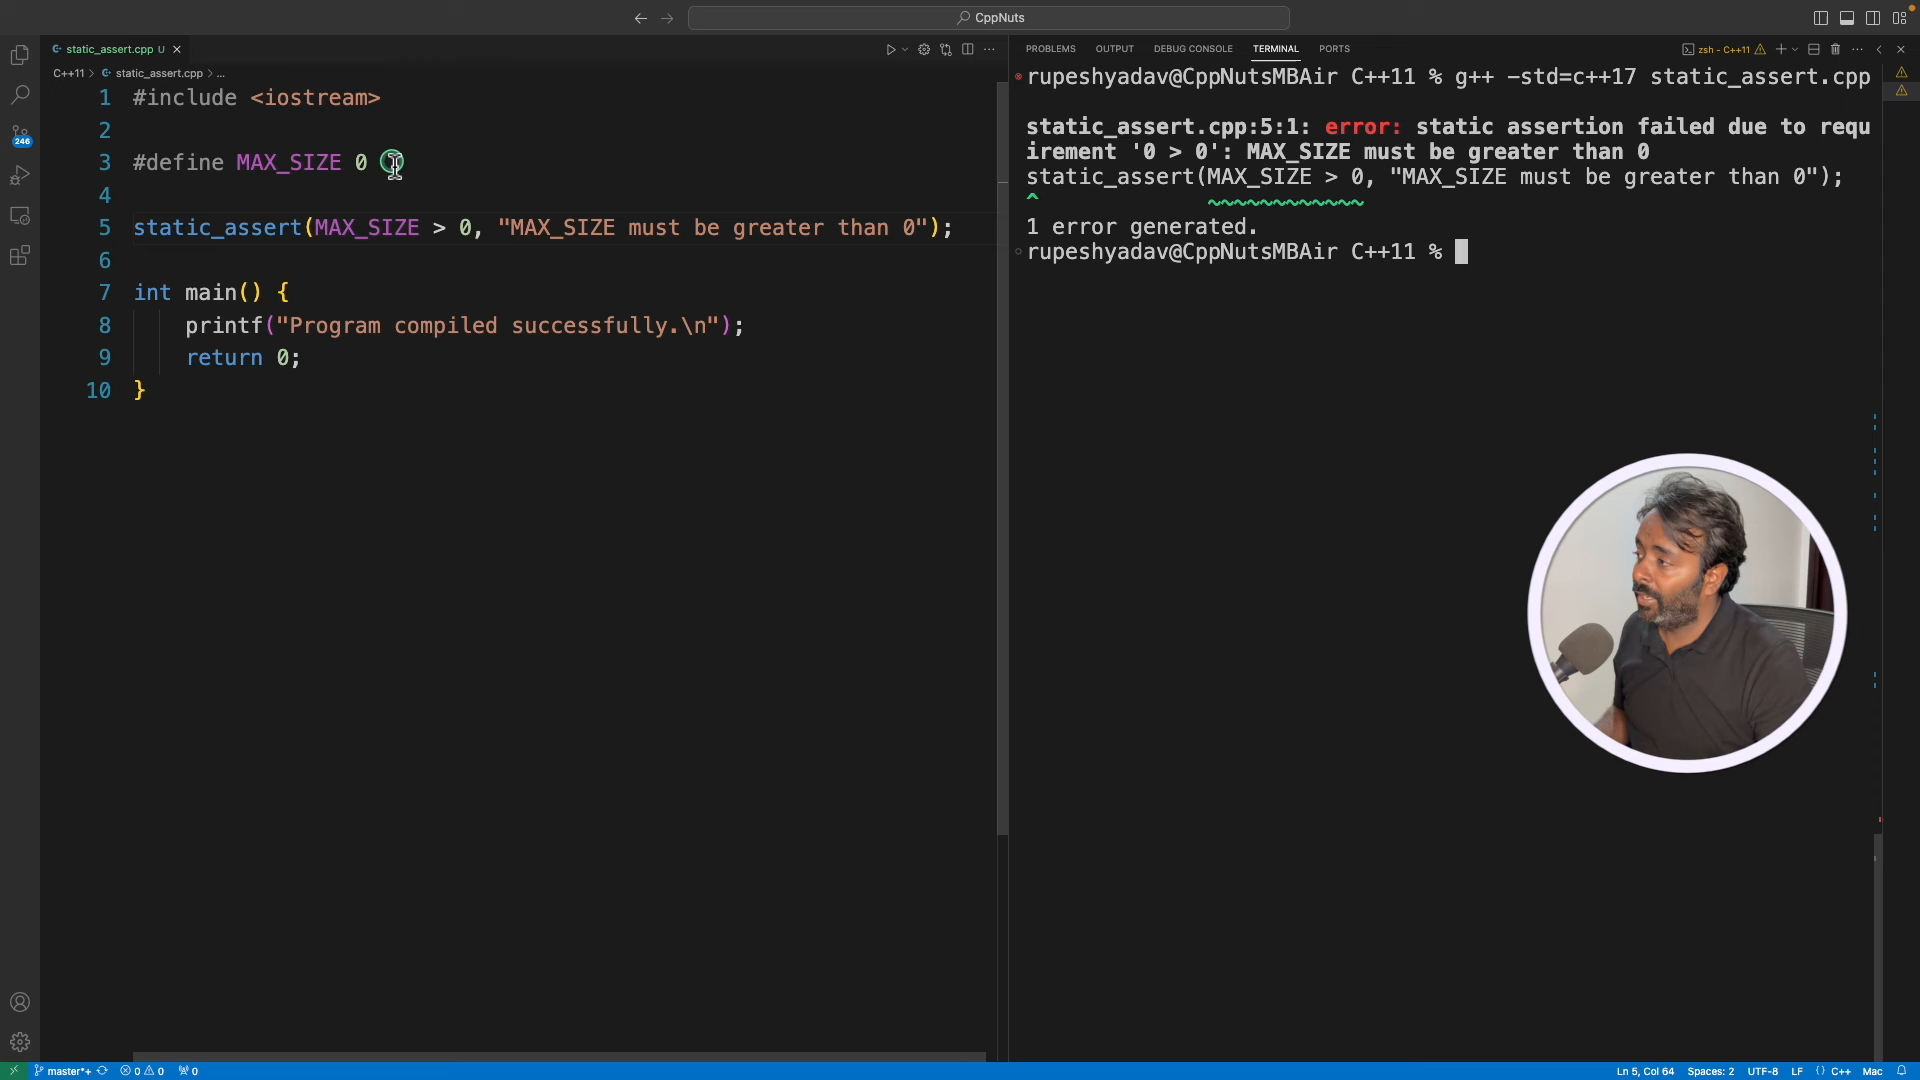 CppNuts
static_assert.cpp U
C++11 > static_assert.cpp > ...
1 #include <iostream>
2
3 #define MAX_SIZE 0
4
5 static_assert(MAX_SIZE > 0, "MAX_SIZE must be greater than 0");
6
7 int main() {
8 printf("Program compiled successfully.\n");
9 return 0;
10 }
246
PROBLEMS OUTPUT DEBUG CONSOLE TERMINAL PORTS
zsh - C++11
rupeshyadav@CppNutsMBAir C++11 % g++ -std=c++17 static_assert.cpp
static_assert.cpp:5:1: error: static assertion failed due to requ
irement '0 > 0': MAX_SIZE must be greater than 0
static_assert(MAX_SIZE > 0, "MAX_SIZE must be greater than 0");
^
1 error generated.
rupeshyadav@CppNutsMBAir C++11 %
master*+ 0 0 0 Ln 5, Col 64 Spaces: 2 UTF-8 LF {} C++ Mac